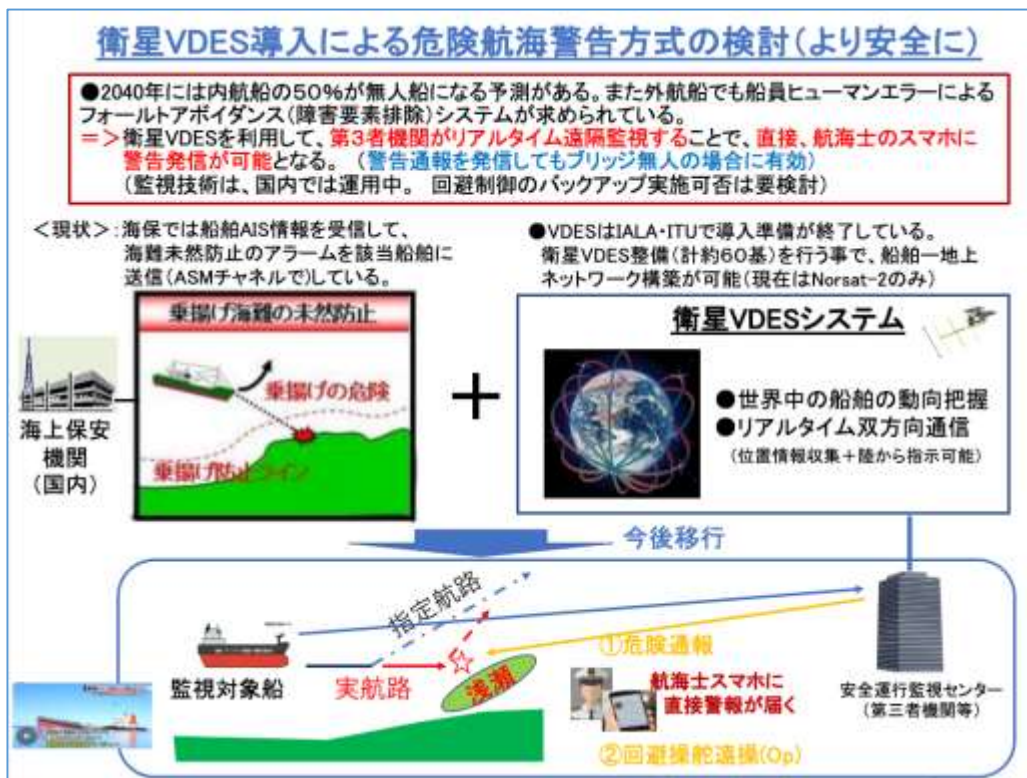 衛星VDES導入による危険航海警告方式の検討(より安全に)
●2040年には内航船の50%が無人船になる予測がある。また外航船でも船員ヒューマンエラーによる
フォールトアボイダンス(障害要素排除)システムが求められている。
=>衛星VDESを利用して、第3者機関がリアルタイム遠隔監視することで、直接、航海士のスマホに
警告発信が可能となる。 (警告通報を発信してもブリッジ無人の場合に有効)
(監視技術は、国内では運用中。 回避制御のバックアップ実施可否は要検討)
<現状>:海保では船舶AIS情報を受信して、
海難未然防止のアラームを該当船舶に
送信(ASMチャネルで)している。
●VDESはIALA・ITUで導入準備が終了している。
衛星VDES整備(計約60基)を行う事で、船舶―地上
ネットワーク構築が可能(現在はNorsat-2のみ)
乗揚げ海難の未然防止
乗揚げの危険
乗揚げ防止ライン
海上保安
機関
(国内)
+
衛星VDESシステム
●世界中の船舶の動向把握
●リアルタイム双方向通信
(位置情報収集+陸から指示可能)
今後移行
指定航路
監視対象船
実航路
浅瀬
①危険通報
航海士スマホに
直接警報が届く
②回避操舵遠操(Op)
安全運行監視センター
(第三者機関等)